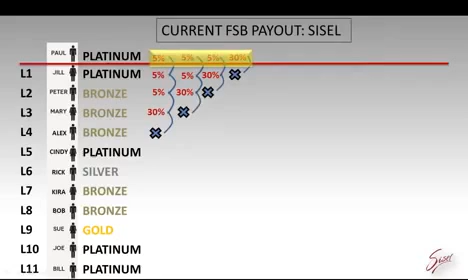 CURRENT FSB PAYOUT: SISEL
PAUL PLATINUM 5% 5% 5% 30%
L1 JILL PLATINUM 5% 5% 30%
L2 PETER BRONZE 5% 30%
L3 MARY BRONZE 30%
L4 ALEX BRONZE
L5 CINDY PLATINUM
L6 RICK SILVER
L7 KIRA BRONZE
L8 BOB BRONZE
L9 SUE GOLD
L10 JOE PLATINUM
L11 BILL PLATINUM
Sisel